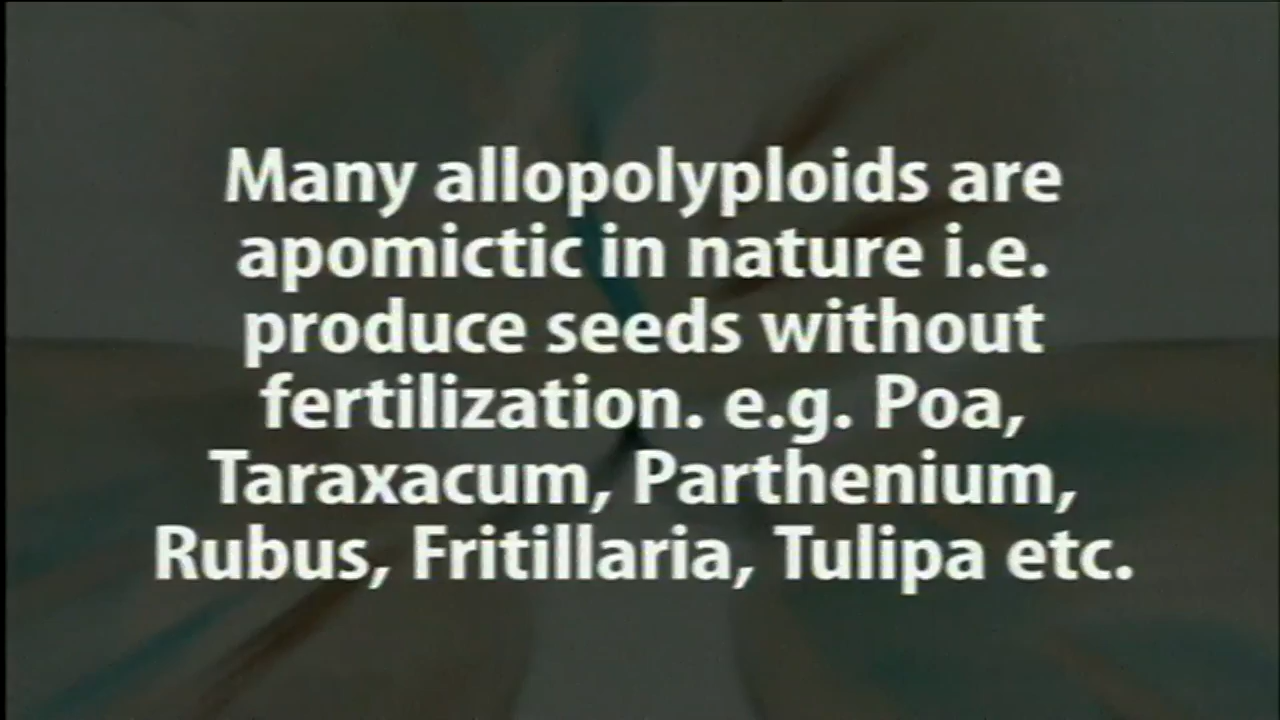 Many allopolyploids are
apomictic in nature i.e.
produce seeds without
fertilization. e.g. Poa,
Taraxacum, Parthenium,
Rubus, Fritillaria, Tulipa etc.